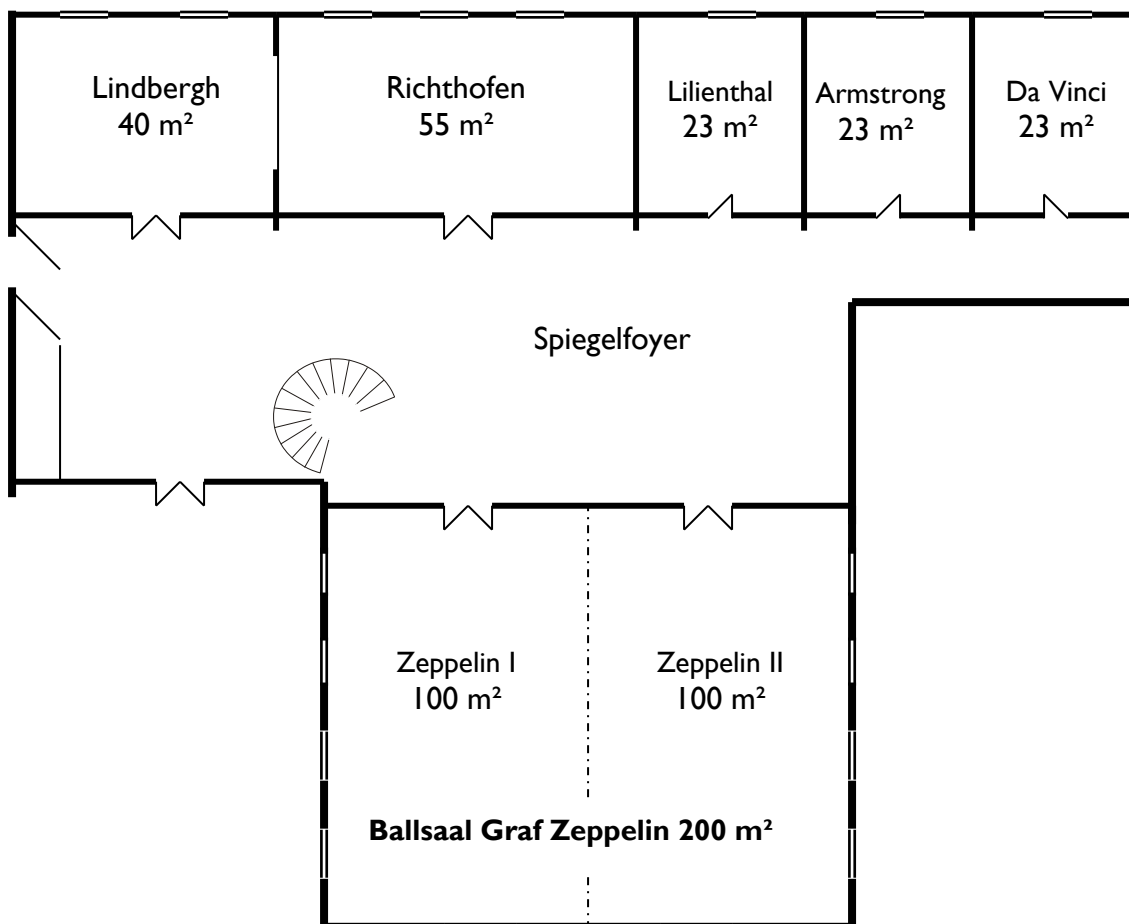 Lindbergh
40 m²
Richthofen
55 m²
Lilienthal
23 m²
Armstrong
23 m²
Da Vinci
23 m²
Spiegelfoyer
Zeppelin I
100 m²
Zeppelin II
100 m²
Ballsaal Graf Zeppelin 200 m²